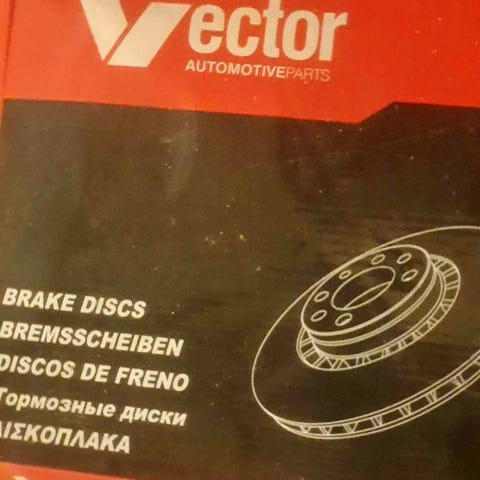 Vector
AUTOMOTIVEPARTS
BRAKE DISCS
BREMSSCHEIBEN
DISCOS DE FRENO
Тормозные диски
ΔΙΣΚΟΠΛΑΚΑ